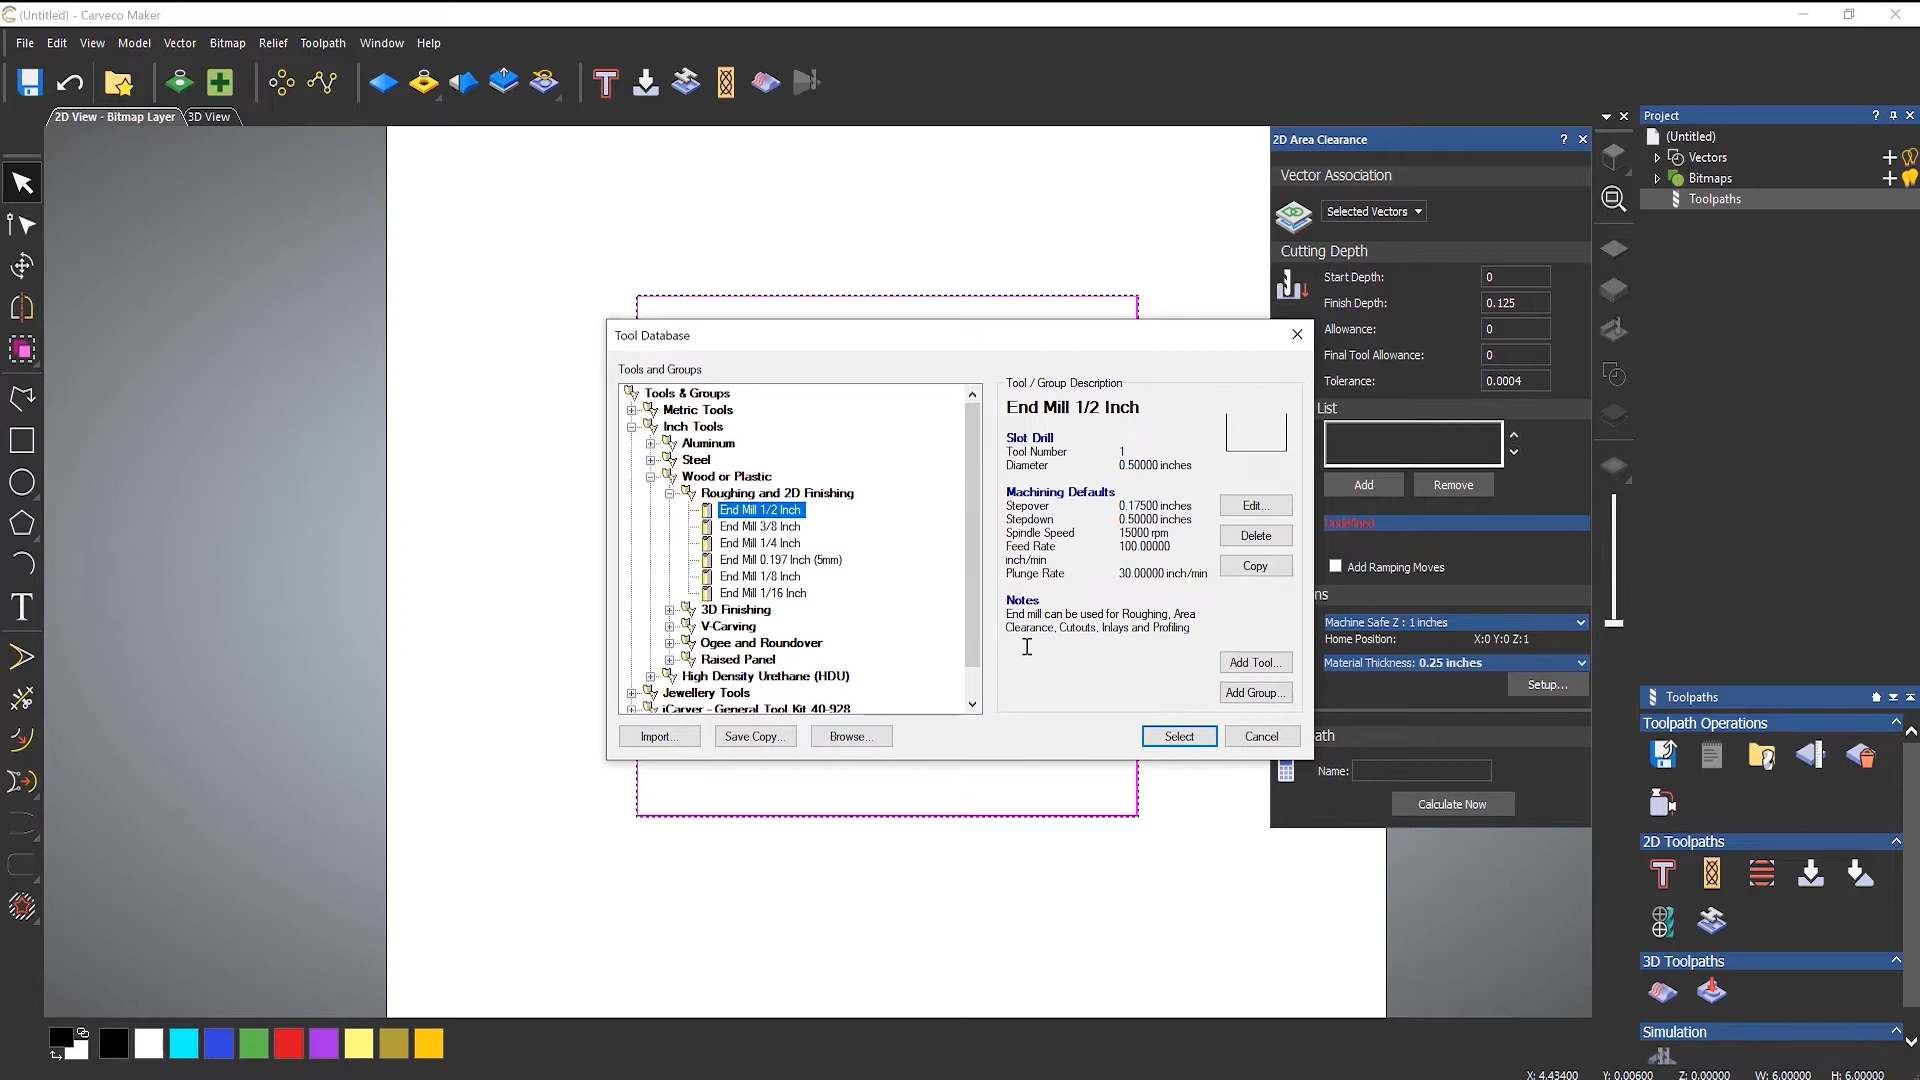 (Untitled) - Carveco Maker
File Edit View Model Vector Bitmap Relief Toolpath Window Help
2D View - Bitmap Layer 3D View
2D Area Clearance
Vector Association
Selected Vectors
Cutting Depth
Start Depth: 0
Finish Depth: 0.125
Allowance: 0
Final Tool Allowance: 0
Tolerance: 0.0004
List
Add Remove
Undefined
Add Ramping Moves
ns
Machine Safe Z : 1 inches
Home Position: X:0 Y:0 Z:1
Material Thickness: 0.25 inches
Setup...
ath
Name:
Calculate Now
Tool Database
Tools and Groups
Tools & Groups
Metric Tools
Inch Tools
Aluminum
Steel
Wood or Plastic
Roughing and 2D Finishing
End Mill 1/2 Inch
End Mill 3/8 Inch
End Mill 1/4 Inch
End Mill 0.197 Inch (5mm)
End Mill 1/8 Inch
End Mill 1/16 Inch
3D Finishing
V-Carving
Ogee and Roundover
Raised Panel
High Density Urethane (HDU)
Jewellery Tools
iCarver - General Tool Kit 40-928
Import... Save Copy... Browse...
Tool / Group Description
End Mill 1/2 Inch
Slot Drill
Tool Number 1
Diameter 0.50000 inches
Machining Defaults
Stepover 0.17500 inches
Stepdown 0.50000 inches
Spindle Speed 15000 rpm
Feed Rate 100.00000
inch/min
Plunge Rate 30.00000 inch/min
Notes
End mill can be used for Roughing, Area
Clearance, Cutouts, Inlays and Profiling
Edit...
Delete
Copy
Add Tool...
Add Group...
Select Cancel
Project
(Untitled)
Vectors
Bitmaps
Toolpaths
Toolpaths
Toolpath Operations
2D Toolpaths
3D Toolpaths
Simulation
X: 4.43400 Y: 0.00600 Z: 0.00000 W: 6.00000 H: 6.00000